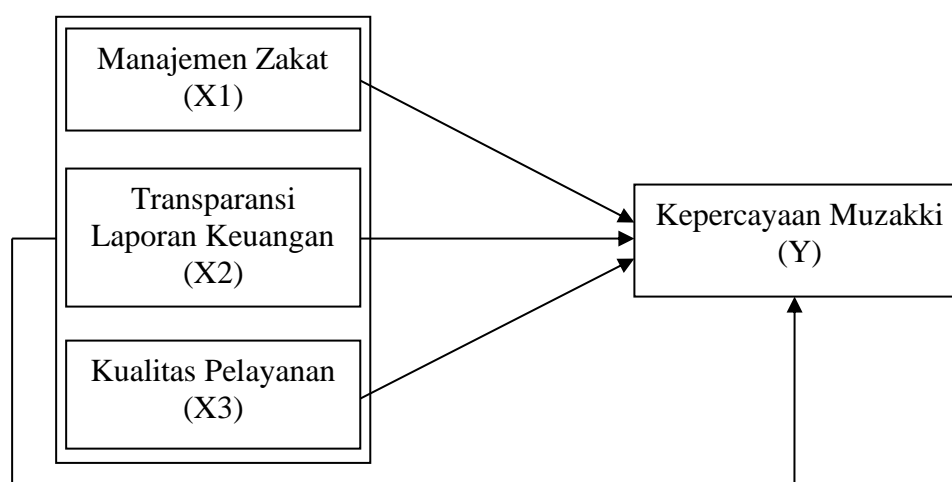 Manajemen Zakat
(X1)
Transparansi
Laporan Keuangan
(X2)
Kualitas Pelayanan
(X3)
Kepercayaan Muzakki
(Y)